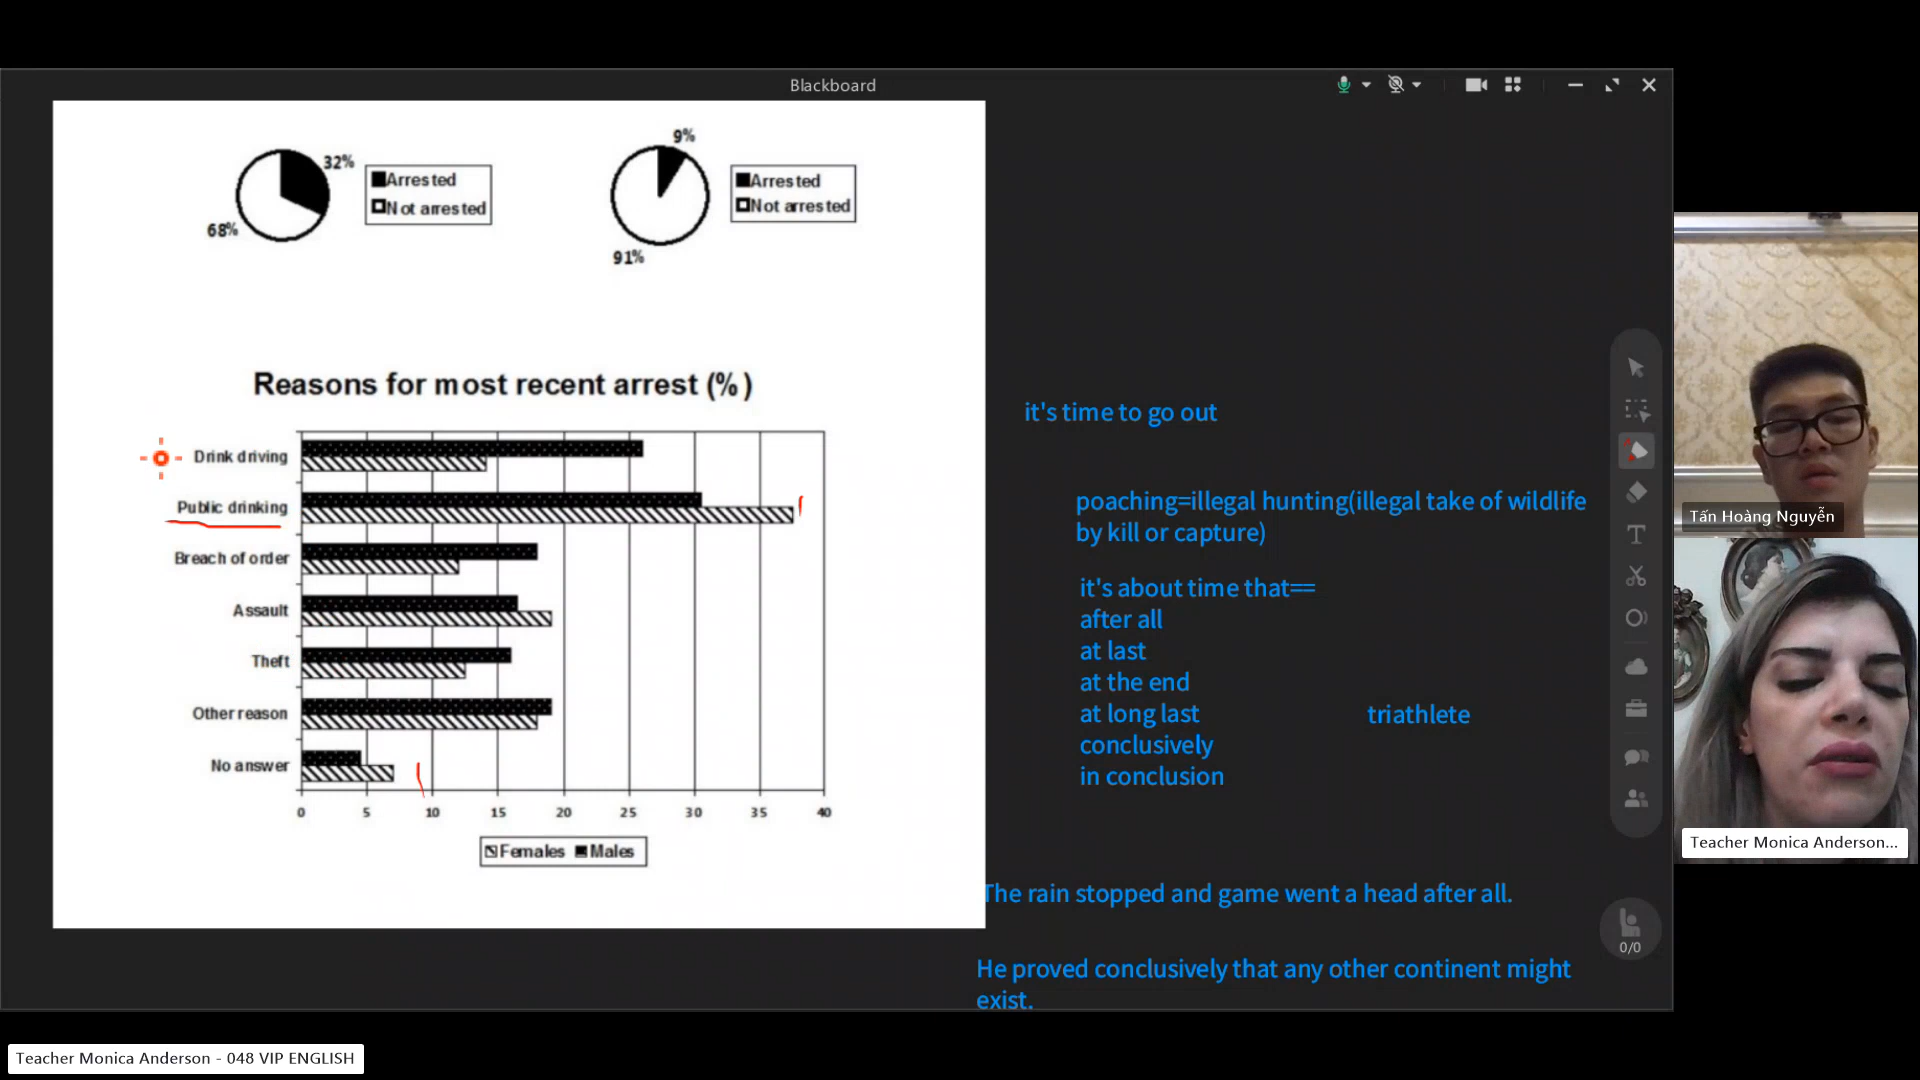 Blackboard
32%
Arrested
Not arrested
68%
9%
Arrested
Not arrested
91%
Reasons for most recent arrest (%)
Drink driving
Public drinking
Breach of order
Assault
Theft
Other reason
No answer
0 5 10 15 20 25 30 35 40
Females Males
it's time to go out
poaching=illegal hunting(illegal take of wildlife
by kill or capture)
it's about time that==
after all
at last
at the end
at long last
conclusively
in conclusion
triathlete
The rain stopped and game went a head after all.
He proved conclusively that any other continent might
exist.
T
0/0
Tấn Hoàng Nguyễn
Teacher Monica Anderson...
Teacher Monica Anderson - 048 VIP ENGLISH